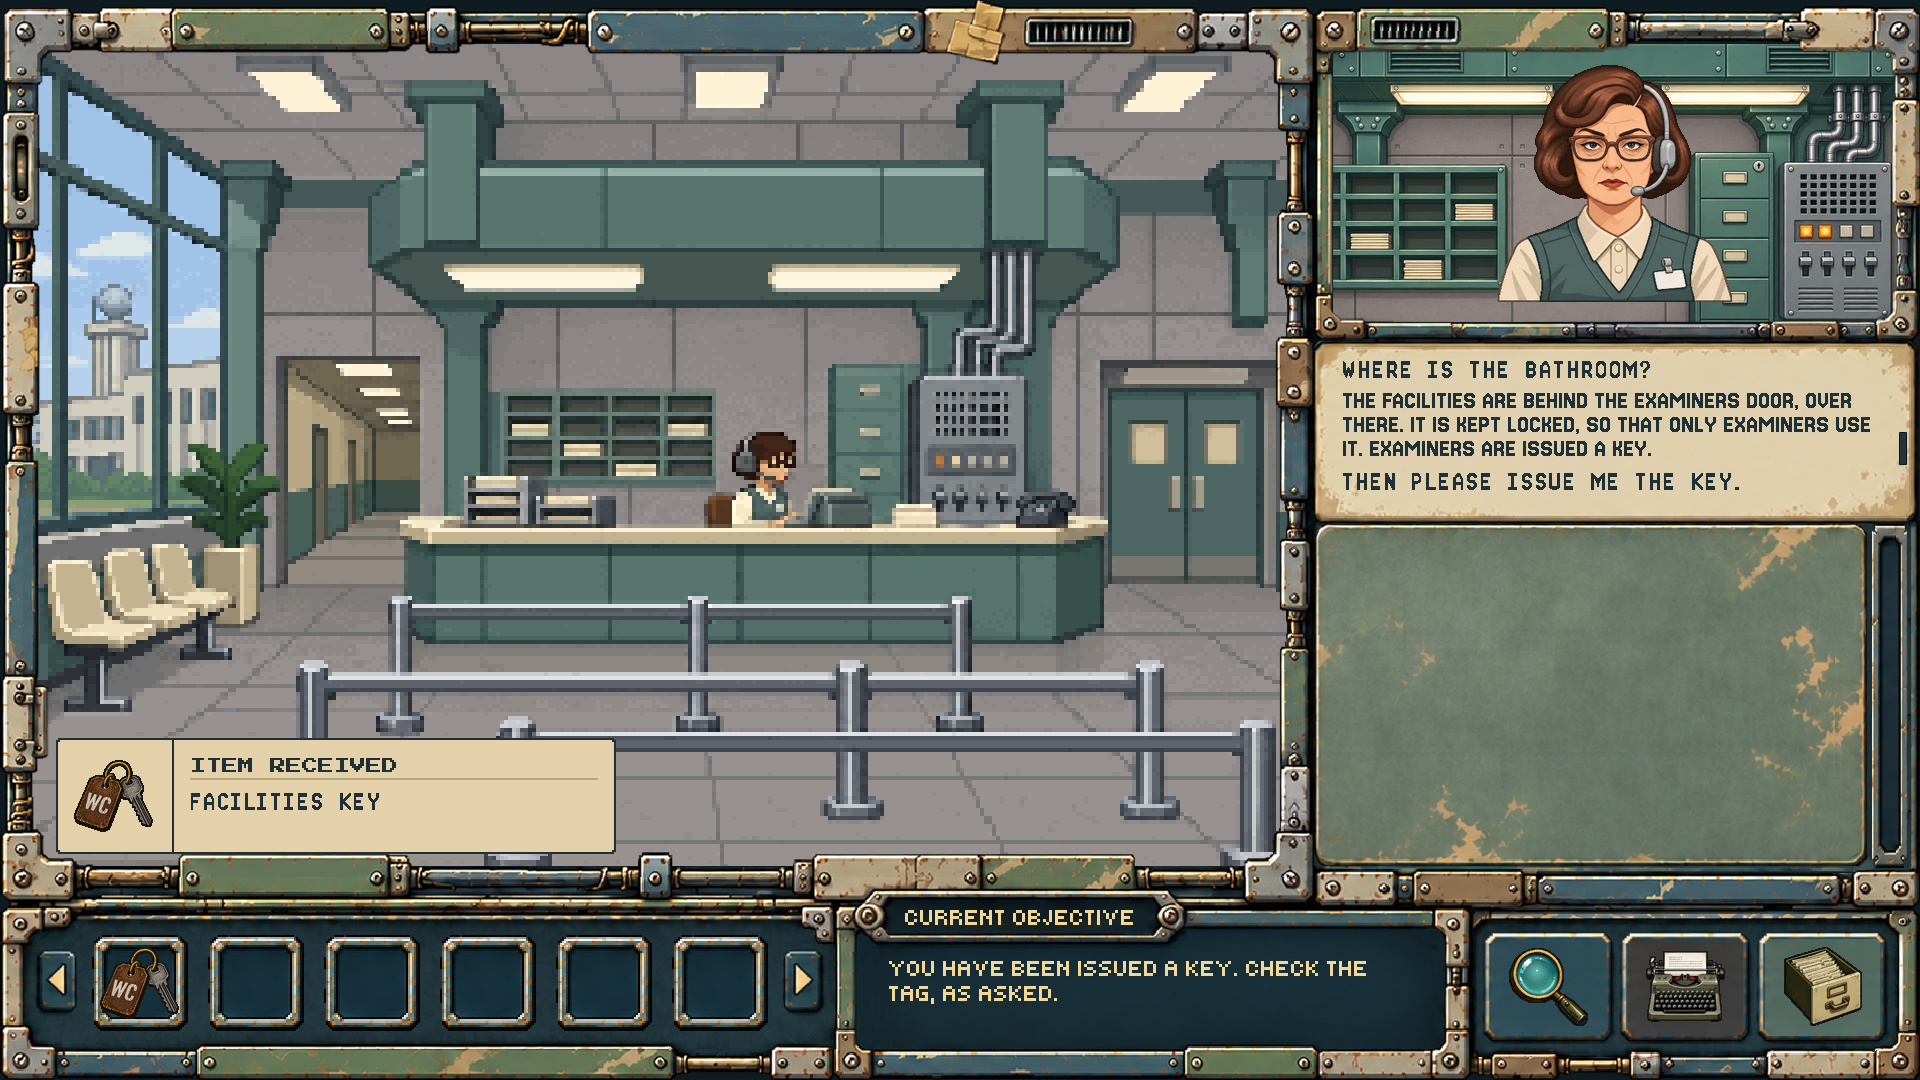 WHERE IS THE BATHROOM?
THE FACILITIES ARE BEHIND THE EXAMINERS DOOR, OVER
THERE. IT IS KEPT LOCKED, SO THAT ONLY EXAMINERS USE
IT. EXAMINERS ARE ISSUED A KEY.
THEN PLEASE ISSUE ME THE KEY.
WC
ITEM RECEIVED
FACILITIES KEY
WC
CURRENT OBJECTIVE
YOU HAVE BEEN ISSUED A KEY. CHECK THE
TAG, AS ASKED.